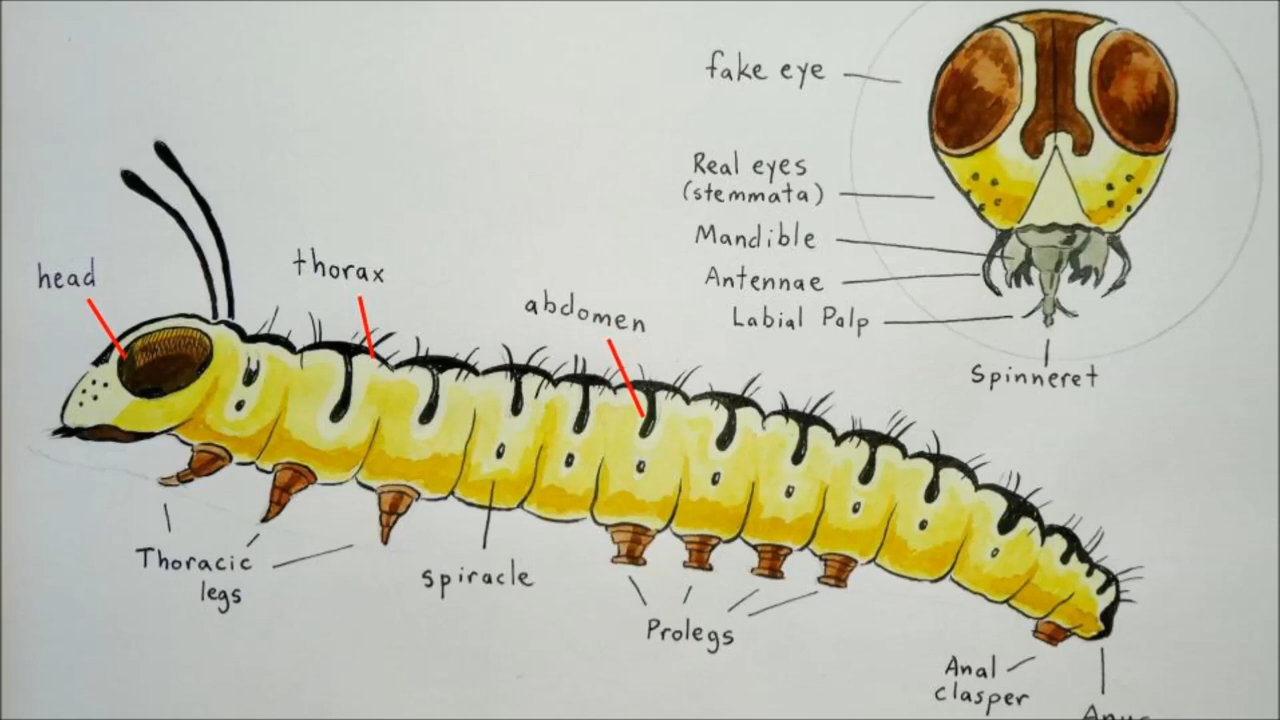 fake eye
Real eyes
(stemmata)
Mandible
Antennae
Labial Palp
Spinneret
head
thorax
abdomen
Thoracic
legs
spiracle
Prolegs
Anal
clasper